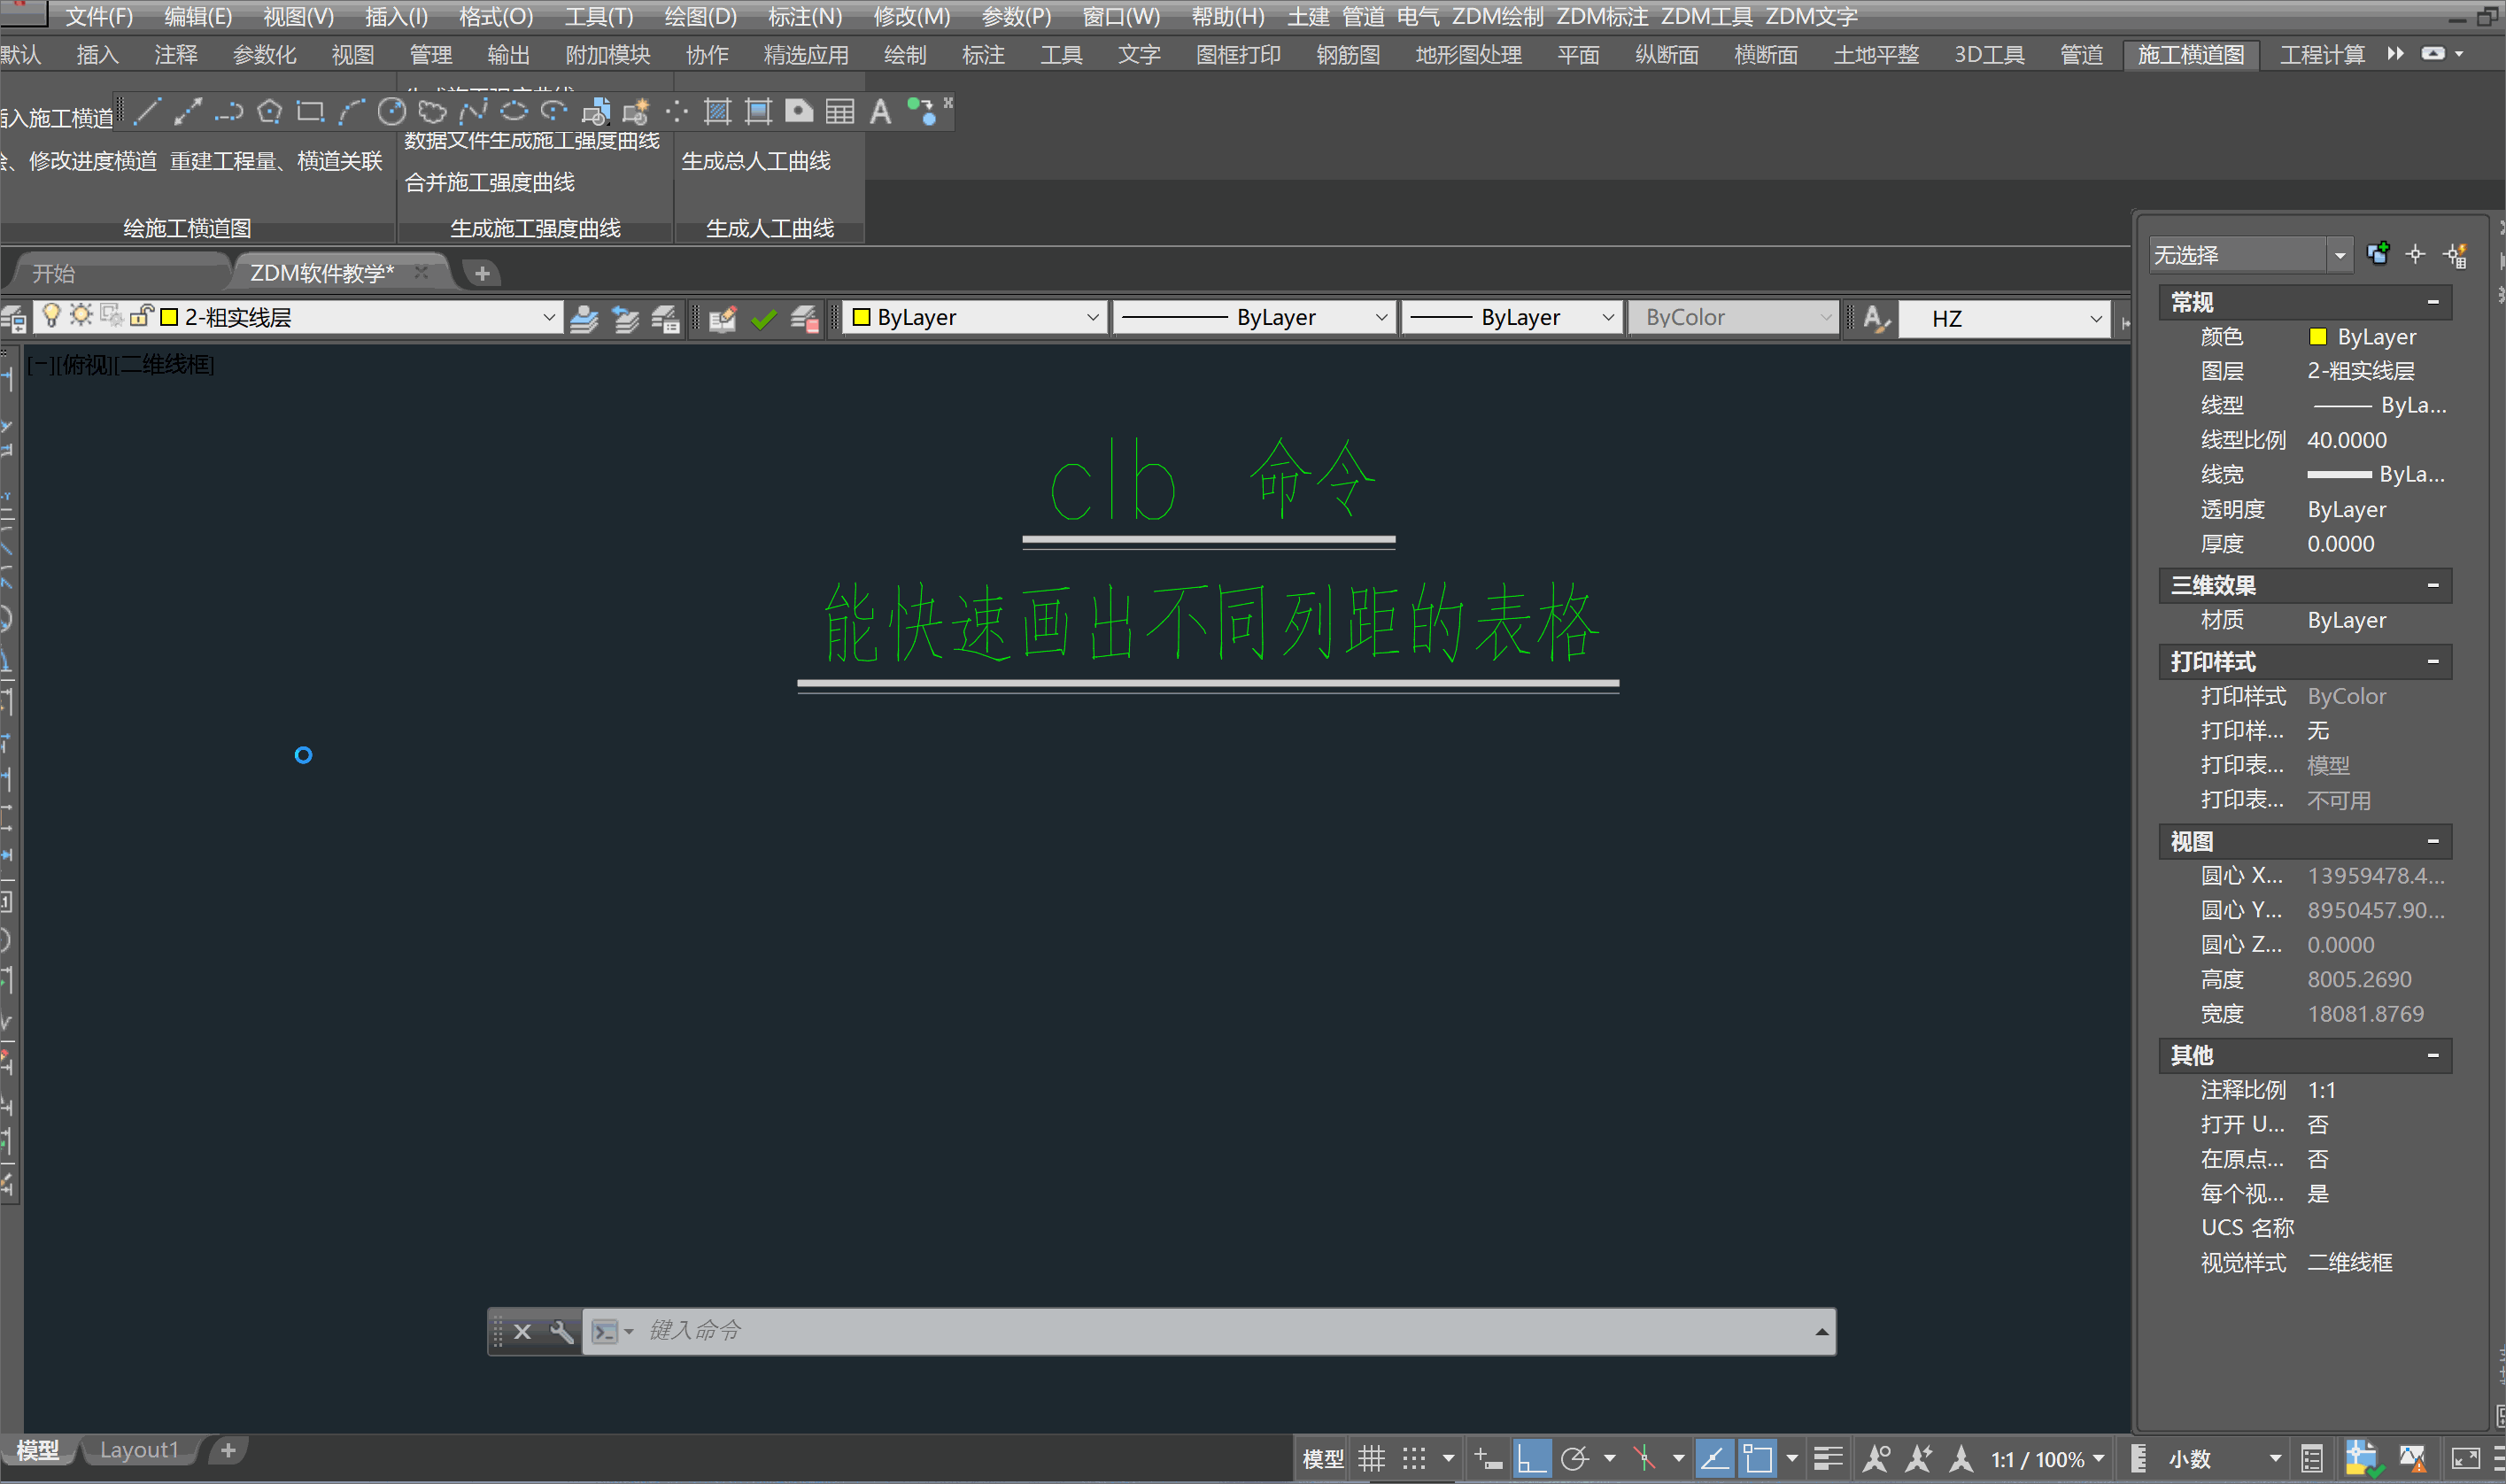 文件(F) 编辑(E) 视图(V) 插入(I) 格式(O) 工具(T) 绘图(D) 标注(N) 修改(M) 参数(P) 窗口(W) 帮助(H) 土建 管道 电气 ZDM绘制 ZDM标注 ZDM工具 ZDM文字
默认 插入 注释 参数化 视图 管理 输出 附加模块 协作 精选应用 绘制 标注 工具 文字 图框打印 钢筋图 地形图处理 平面 纵断面 横断面 土地平整 3D工具 管道 施工横道图 工程计算
插入施工横道
数据文件生成施工强度曲线
、修改进度横道 重建工程量、横道关联 生成总人工曲线
合并施工强度曲线
绘施工横道图 生成施工强度曲线 生成人工曲线
开始 ZDM软件教学*
2-粗实线层 ByLayer ByLayer ByLayer ByColor HZ
[−][俯视][二维线框]
clb 命令
能快速画出不同列距的表格
键入命令
无选择
常规
颜色 ByLayer
图层 2-粗实线层
线型 ByLa...
线型比例 40.0000
线宽 ByLa...
透明度 ByLayer
厚度 0.0000
三维效果
材质 ByLayer
打印样式
打印样式 ByColor
打印样... 无
打印表... 模型
打印表... 不可用
视图
圆心 X... 13959478.4...
圆心 Y... 8950457.90...
圆心 Z... 0.0000
高度 8005.2690
宽度 18081.8769
其他
注释比例 1:1
打开 U... 否
在原点... 否
每个视... 是
UCS 名称
视觉样式 二维线框
模型 Layout1
模型 1:1 / 100% 小数